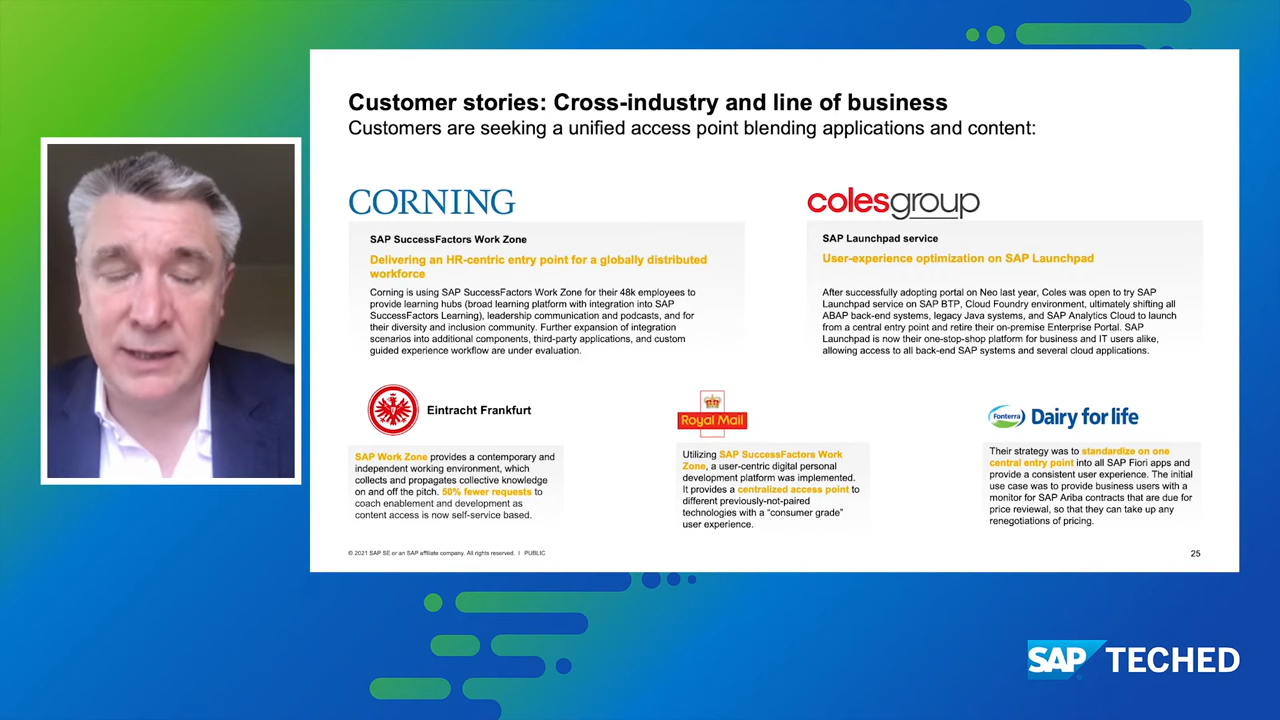 Customer stories: Cross-industry and line of business
Customers are seeking a unified access point blending applications and content:
CORNING
SAP SuccessFactors Work Zone
Delivering an HR-centric entry point for a globally distributed
workforce
Corning is using SAP SuccessFactors Work Zone for their 48k employees to
provide learning hubs (broad learning platform with integration into SAP
SuccessFactors Learning), leadership communication and podcasts, and for
their diversity and inclusion community. Further expansion of integration
scenarios into additional components, third-party applications, and custom
guided experience workflow are under evaluation.
colesgroup
SAP Launchpad service
User-experience optimization on SAP Launchpad
After successfully adopting portal on Neo last year, Coles was open to try SAP
Launchpad service on SAP BTP, Cloud Foundry environment, ultimately shifting all
ABAP back-end systems, legacy Java systems, and SAP Analytics Cloud to launch
from a central entry point and retire their on-premise Enterprise Portal. SAP
Launchpad is now their one-stop-shop platform for business and IT users alike,
allowing access to all back-end SAP systems and several cloud applications.
Eintracht Frankfurt
SAP Work Zone provides a contemporary and
independent working environment, which
collects and propagates collective knowledge
on and off the pitch. 50% fewer requests to
coach enablement and development as
content access is now self-service based.
Royal Mail
Utilizing SAP SuccessFactors Work
Zone, a user-centric digital personal
development platform was implemented.
It provides a centralized access point to
different previously-not-paired
technologies with a “consumer grade”
user experience.
Fonterra Dairy for life
Their strategy was to standardize on one
central entry point into all SAP Fiori apps and
provide a consistent user experience. The initial
use case was to provide business users with a
monitor for SAP Ariba contracts that are due for
price reviewal, so that they can take up any
renegotiations of pricing.
© 2021 SAP SE or an SAP affiliate company. All rights reserved. I PUBLIC
25
SAP TECHED